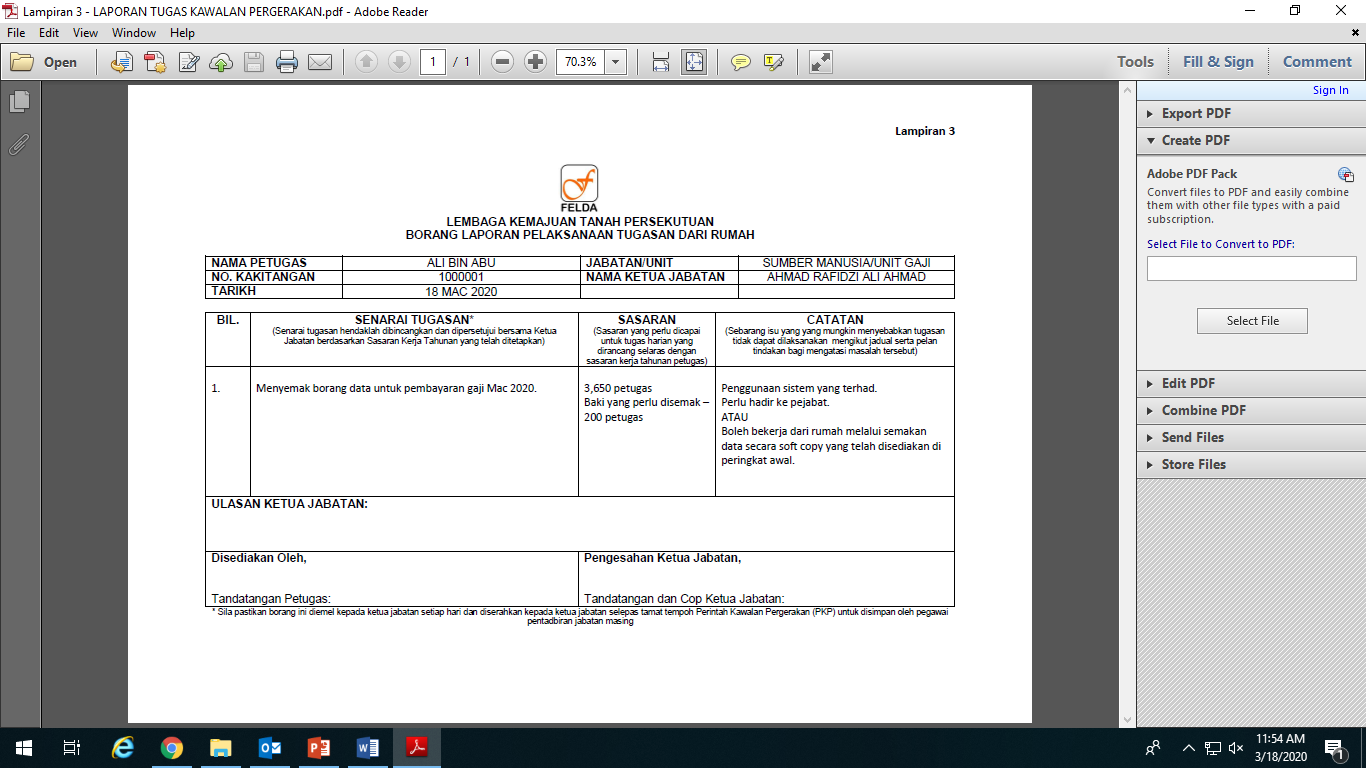 Lampiran 3 - LAPORAN TUGAS KAWALAN PERGERAKAN.pdf - Adobe Reader
File Edit View Window Help
Open 1 / 1 70.3% Tools Fill & Sign Comment
Sign In
Export PDF
Create PDF
Adobe PDF Pack
Convert files to PDF and easily combine
them with other file types with a paid
subscription.
Select File to Convert to PDF:
Select File
Edit PDF
Combine PDF
Send Files
Store Files
Lampiran 3
FELDA
LEMBAGA KEMAJUAN TANAH PERSEKUTUAN
BORANG LAPORAN PELAKSANAAN TUGASAN DARI RUMAH
NAMA PETUGAS ALI BIN ABU JABATAN/UNIT SUMBER MANUSIA/UNIT GAJI
NO. KAKITANGAN 1000001 NAMA KETUA JABATAN AHMAD RAFIDZI ALI AHMAD
TARIKH 18 MAC 2020
BIL.
SENARAI TUGASAN*
(Senarai tugasan hendaklah dibincangkan dan dipersetujui bersama Ketua
Jabatan berdasarkan Sasaran Kerja Tahunan yang telah ditetapkan)
SASARAN
(Sasaran yang perlu dicapai
untuk tugas harian yang
dirancang selaras dengan
sasaran kerja tahunan petugas)
CATATAN
(Sebarang isu yang yang mungkin menyebabkan tugasan
tidak dapat dilaksanakan mengikut jadual serta pelan
tindakan bagi mengatasi masalah tersebut)
1.
Menyemak borang data untuk pembayaran gaji Mac 2020.
3,650 petugas
Baki yang perlu disemak –
200 petugas
Penggunaan sistem yang terhad.
Perlu hadir ke pejabat.
ATAU
Boleh bekerja dari rumah melalui semakan
data secara soft copy yang telah disediakan di
peringkat awal.
ULASAN KETUA JABATAN:
Disediakan Oleh,
Tandatangan Petugas:
Pengesahan Ketua Jabatan,
Tandatangan dan Cop Ketua Jabatan:
* Sila pastikan borang ini diemel kepada ketua jabatan setiap hari dan diserahkan kepada ketua jabatan selepas tamat tempoh Perintah Kawalan Pergerakan (PKP) untuk disimpan oleh pegawai
pentadbiran jabatan masing
11:54 AM
3/18/2020
1